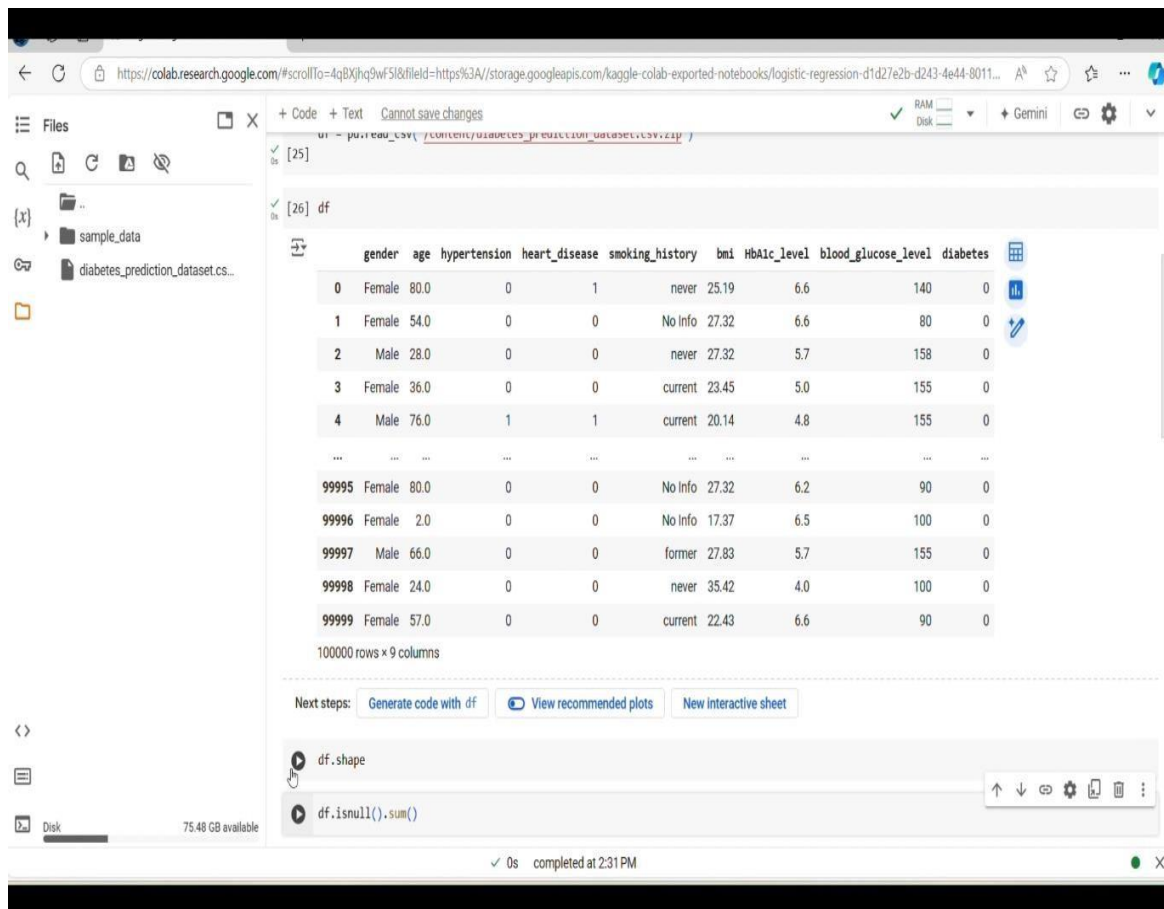 https://colab.research.google.com/#scrollTo=4qBXjhq9wF5l&fileId=https%3A//storage.googleapis.com/kaggle-colab-exported-notebooks/logistic-regression-d1d27e2b-d243-4e44-8011...
Files
+ Code + Text Cannot save changes
RAM
Disk
Gemini
df = pd.read_csv('/content/diabetes_prediction_dataset.csv.zip')
0s [25]
..
sample_data
diabetes_prediction_dataset.cs...
0s [26] df
gender age hypertension heart_disease smoking_history bmi HbA1c_level blood_glucose_level diabetes
0 Female 80.0 0 1 never 25.19 6.6 140 0
1 Female 54.0 0 0 No Info 27.32 6.6 80 0
2 Male 28.0 0 0 never 27.32 5.7 158 0
3 Female 36.0 0 0 current 23.45 5.0 155 0
4 Male 76.0 1 1 current 20.14 4.8 155 0
... ... ... ... ... ... ... ... ... ...
99995 Female 80.0 0 0 No Info 27.32 6.2 90 0
99996 Female 2.0 0 0 No Info 17.37 6.5 100 0
99997 Male 66.0 0 0 former 27.83 5.7 155 0
99998 Female 24.0 0 0 never 35.42 4.0 100 0
99999 Female 57.0 0 0 current 22.43 6.6 90 0
100000 rows × 9 columns
Next steps: Generate code with df View recommended plots New interactive sheet
df.shape
df.isnull().sum()
Disk 75.48 GB available
0s completed at 2:31 PM